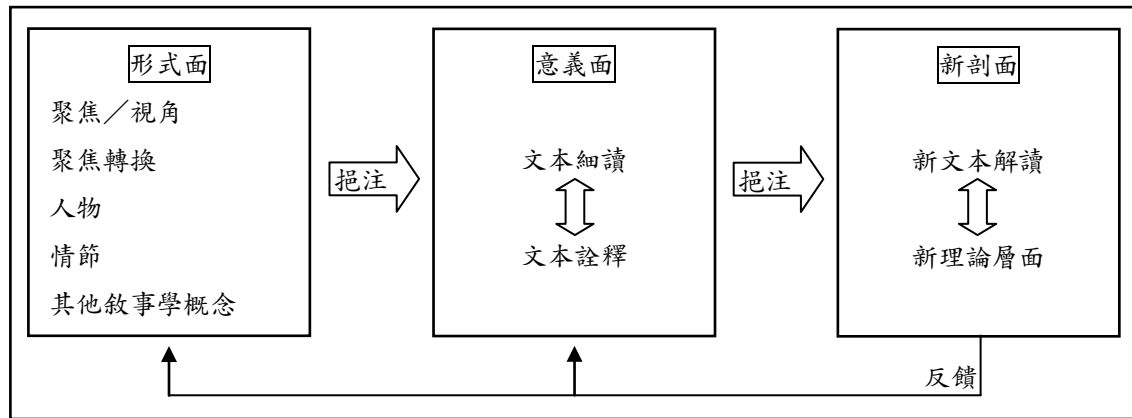 形式面
聚焦／視角
聚焦轉換
人物
情節
其他敘事學概念
挹注
意義面
文本細讀
文本詮釋
挹注
新剖面
新文本解讀
新理論層面
反饋